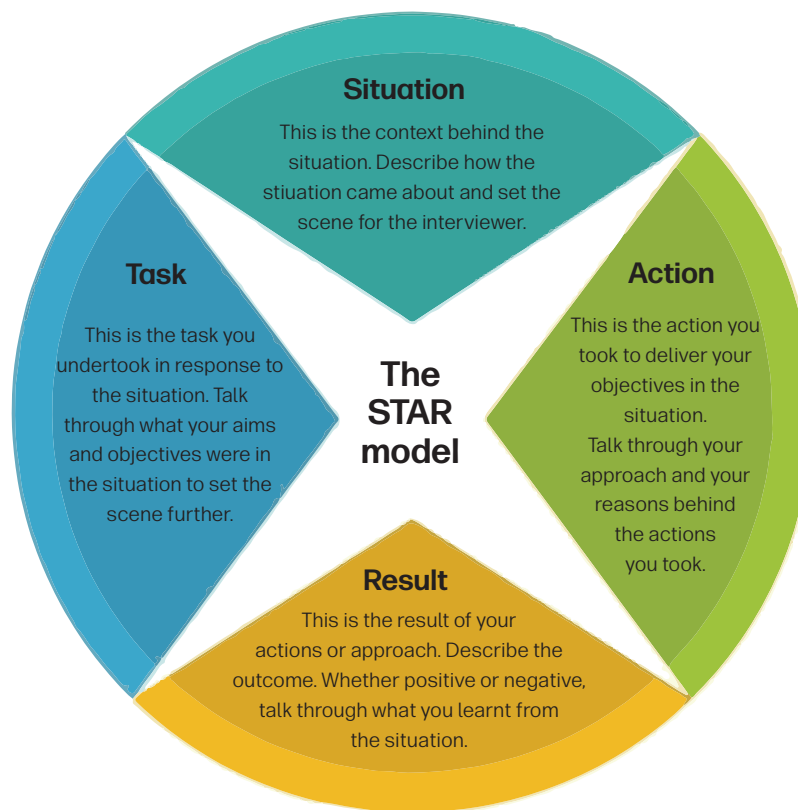 Situation
This is the context behind the
situation. Describe how the
stiuation came about and set the
scene for the interviewer.
Task
This is the task you
undertook in response to
the situation. Talk
through what your aims
and objectives were in
the situation to set the
scene further.
The
STAR
model
Action
This is the action you
took to deliver your
objectives in the
situation.
Talk through your
approach and your
reasons behind
the actions
you took.
Result
This is the result of your
actions or approach. Describe the
outcome. Whether positive or negative,
talk through what you learnt from
the situation.